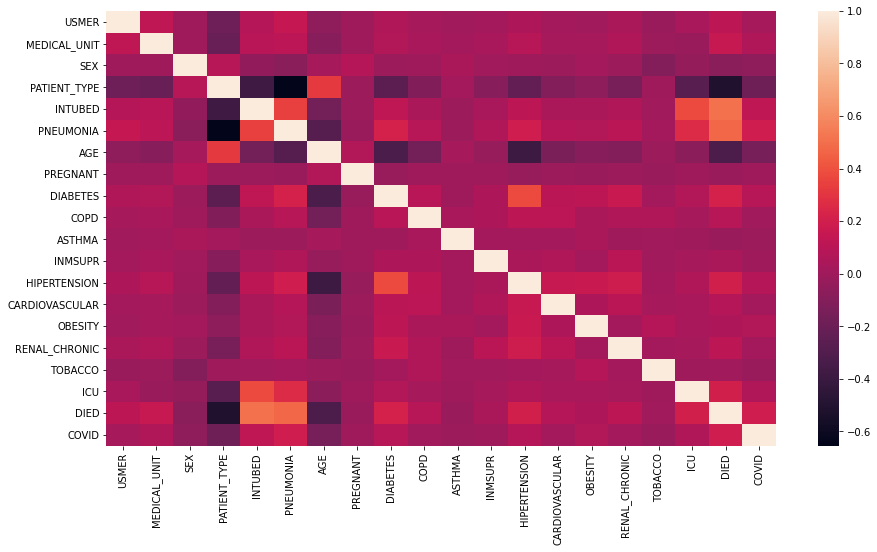 USMER
MEDICAL_UNIT
SEX
PATIENT_TYPE
INTUBED
PNEUMONIA
AGE
PREGNANT
DIABETES
COPD
ASTHMA
INMSUPR
HIPERTENSION
CARDIOVASCULAR
OBESITY
RENAL_CHRONIC
TOBACCO
ICU
DIED
COVID
USMER
MEDICAL_UNIT
SEX
PATIENT_TYPE
INTUBED
PNEUMONIA
AGE
PREGNANT
DIABETES
COPD
ASTHMA
INMSUPR
HIPERTENSION
CARDIOVASCULAR
OBESITY
RENAL_CHRONIC
TOBACCO
ICU
DIED
COVID
1.0
0.8
0.6
0.4
0.2
0.0
−0.2
−0.4
−0.6